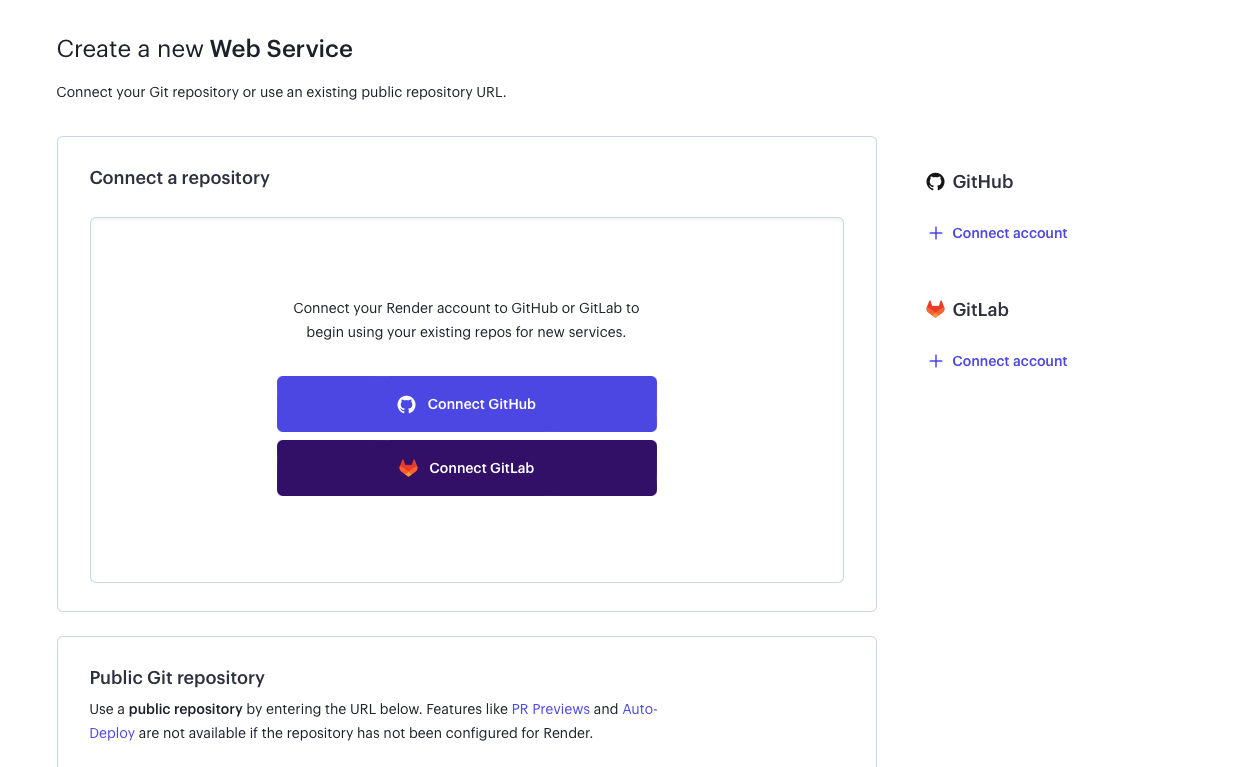 Create a new Web Service
Connect your Git repository or use an existing public repository URL.
Connect a repository
Connect your Render account to GitHub or GitLab to
begin using your existing repos for new services.
Connect GitHub
Connect GitLab
GitHub
Connect account
GitLab
Connect account
Public Git repository
Use a public repository by entering the URL below. Features like PR Previews and Auto-
Deploy are not available if the repository has not been configured for Render.